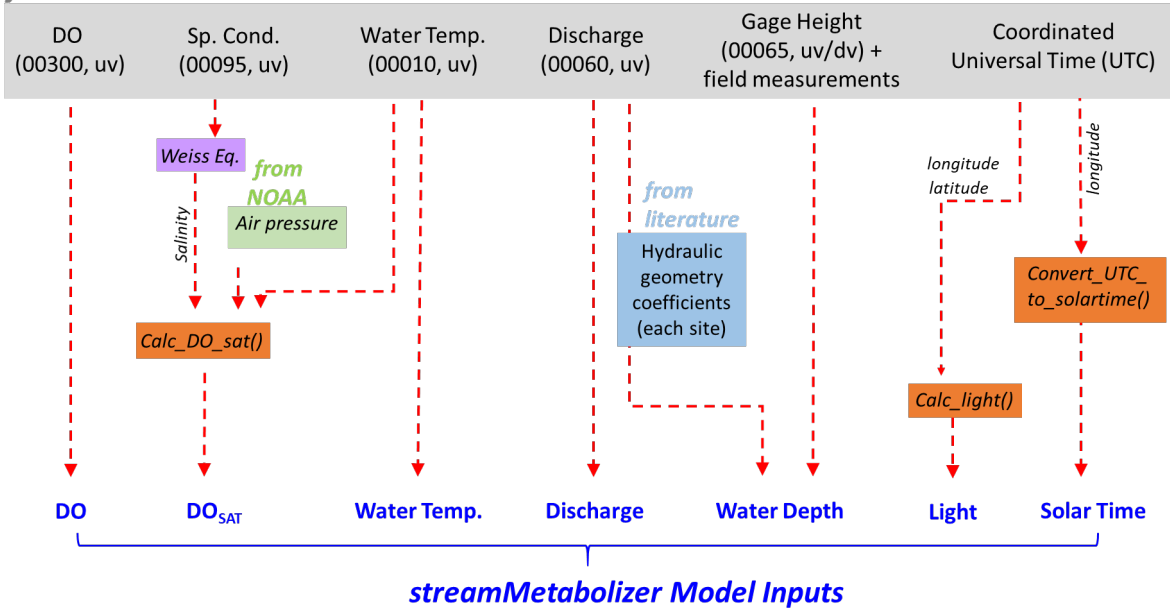 DO
(00300, uv)
Sp. Cond.
(00095, uv)
Water Temp.
(00010, uv)
Discharge
(00060, uv)
Gage Height
(00065, uv/dv) +
field measurements
Coordinated
Universal Time (UTC)
Weiss Eq.
from
NOAA
Air pressure
Salinity
from
literature
Hydraulic
geometry
coefficients
(each site)
longitude
latitude
longitude
Convert_UTC_
to_solartime()
Calc_DO_sat()
Calc_light()
DO
DOSAT
Water Temp.
Discharge
Water Depth
Light
Solar Time
streamMetabolizer Model Inputs